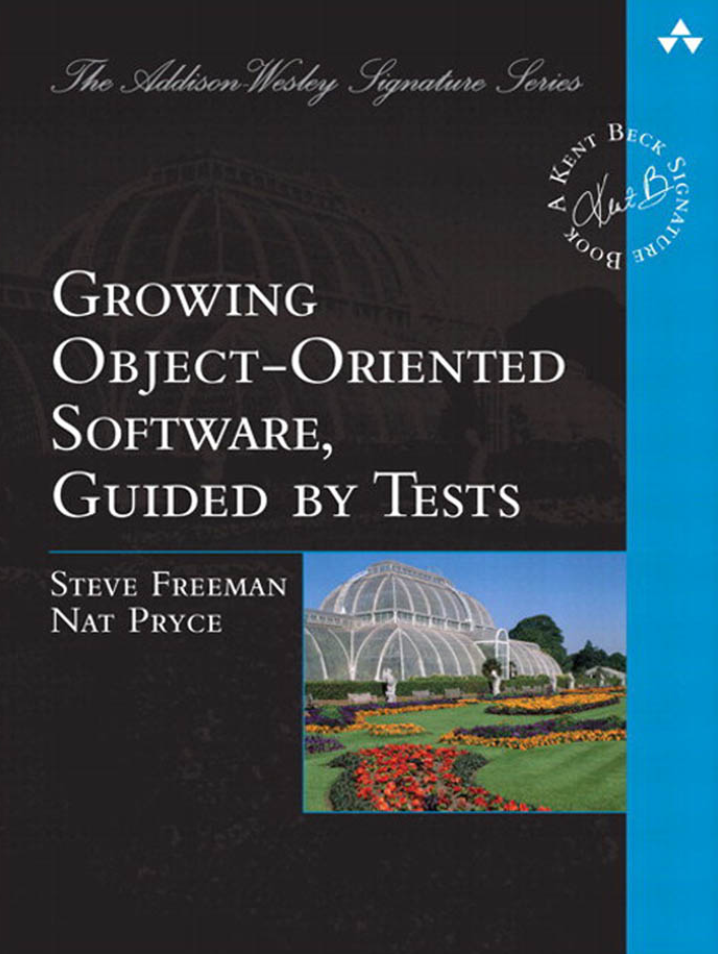 The Addison-Wesley Signature Series
A KENT BECK SIGNATURE BOOK
Kent B
GROWING
OBJECT-ORIENTED
SOFTWARE,
GUIDED BY TESTS
STEVE FREEMAN
NAT PRYCE